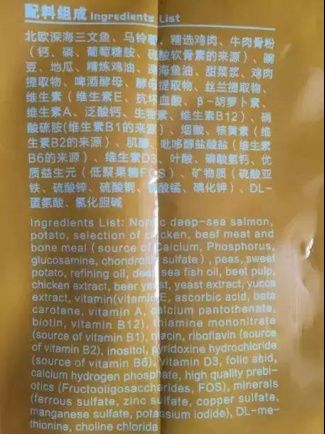 配料组成 Ingredients List
北欧深海三文鱼、马铃薯、精选鸡肉、牛肉骨粉
(钙、磷、葡萄糖胺、硫酸软骨素的来源)、豌
豆、地瓜、精炼鸡油、深海鱼油、甜菜浆、鸡肉
提取物、啤酒酵母、酵母提取物、丝兰提取物、
维生素(维生素E、抗坏血酸、β-胡萝卜素、
维生素A、泛酸钙、生物素、维生素B12)、硝
酸硫胺(维生素B1的来源)、烟酸、核黄素(维
生素B2的来源)、肌醇、吡哆醇盐酸盐(维生素
B6的来源)、维生素D3、叶酸、磷酸氢钙、优
质益生元(低聚果糖FOS)、矿物质(硫酸亚
铁、硫酸锌、硫酸铜、硫酸锰、碘化钾)、DL-
蛋氨酸、氯化胆碱
Ingredients List: Nordic deep-sea salmon,
potato, selection of chicken, beef meat and
bone meal (source of Calcium, Phosphorus,
glucosamine, chondroitin sulfate), peas, sweet
potato, refining oil, deep sea fish oil, beet pulp,
chicken extract, beer yeast, yeast extract, yucca
extract, vitamin(vitamin E, ascorbic acid, beta
carotene, vitamin A, calcium pantothenate,
biotin, vitamin B12), thiamine mononitrate
(source of vitamin B1), niacin, riboflavin (source
of vitamin B2), inositol, pyridoxine hydrochloride
(source of vitamin B6), vitamin D3, folic acid,
calcium hydrogen phosphate, high quality prebi-
otics (Fructooligosaccharides, FOS), minerals
(ferrous sulfate, zinc sulfate, copper sulfate,
manganese sulfate, potassium iodide), DL-me-
thionine, choline chloride